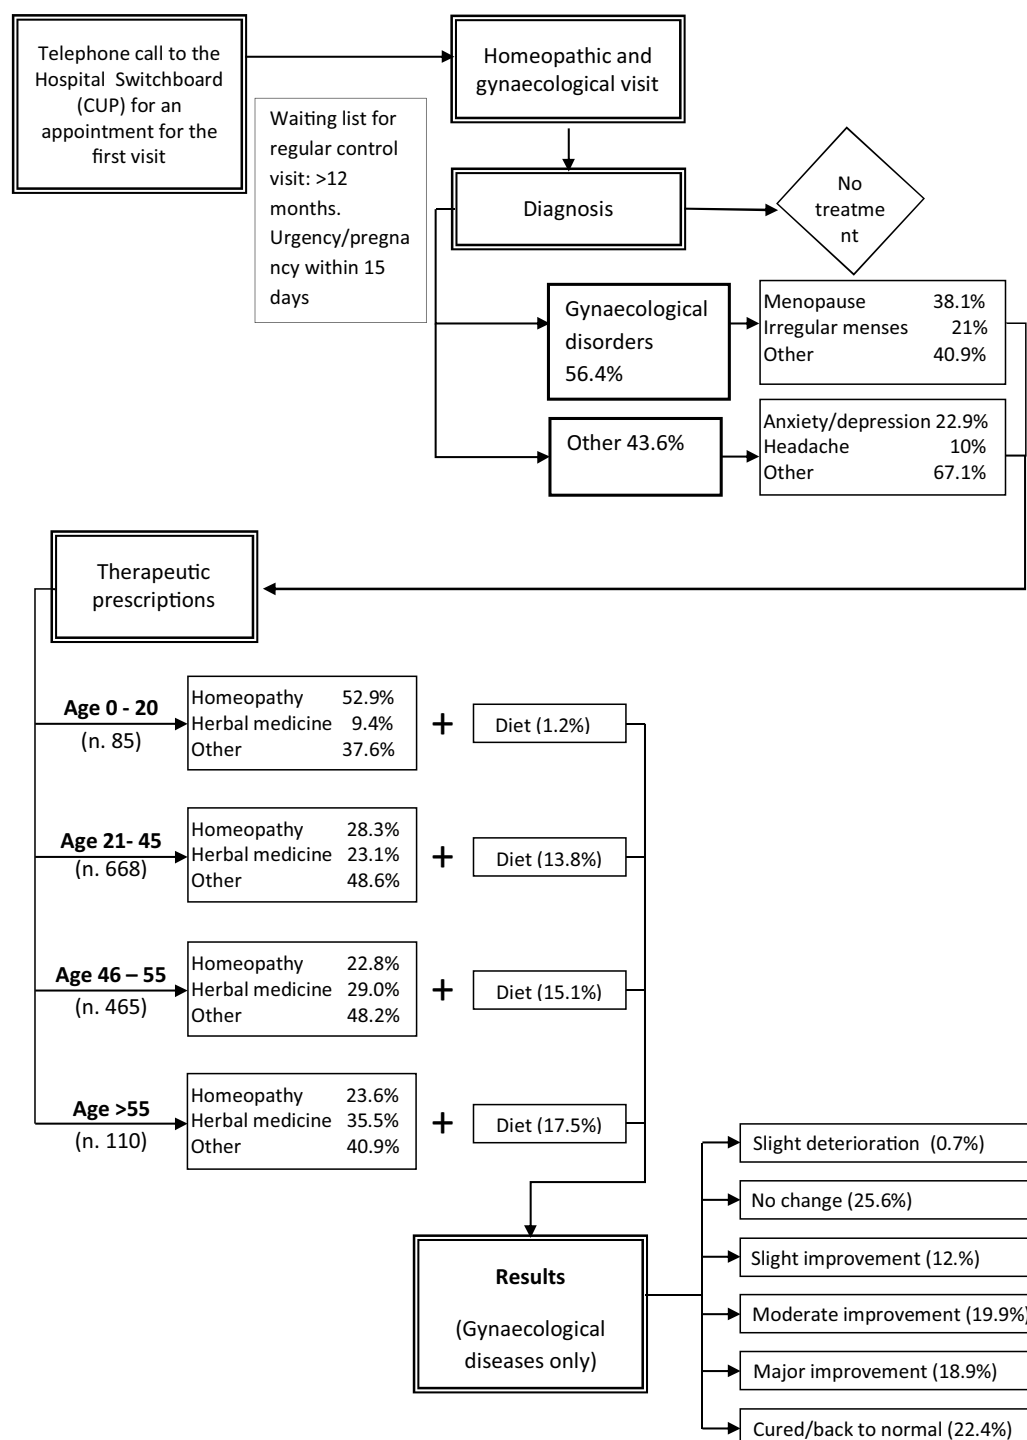 Telephone call to the
Hospital  Switchboard
(CUP) for an
appointment for the
first visit
Homeopathic and
gynaecological visit
Waiting list for
regular control
visit: >12
months.
Urgency/pregna
ncy within 15
days
Diagnosis
No
treatme
nt
Gynaecological
disorders
56.4%
Menopause 38.1%
Irregular menses 21%
Other 40.9%
Other 43.6%
Anxiety/depression 22.9%
Headache 10%
Other 67.1%
Therapeutic
prescriptions
Age 0 - 20
(n. 85)
Homeopathy 52.9%
Herbal medicine 9.4%
Other 37.6%
+
Diet (1.2%)
Age 21- 45
(n. 668)
Homeopathy 28.3%
Herbal medicine 23.1%
Other 48.6%
+
Diet (13.8%)
Age 46 – 55
(n. 465)
Homeopathy 22.8%
Herbal medicine 29.0%
Other 48.2%
+
Diet (15.1%)
Age >55
(n. 110)
Homeopathy 23.6%
Herbal medicine 35.5%
Other 40.9%
+
Diet (17.5%)
Results
(Gynaecological
diseases only)
Slight deterioration  (0.7%)
No change (25.6%)
Slight improvement (12.%)
Moderate improvement (19.9%)
Major improvement (18.9%)
Cured/back to normal (22.4%)